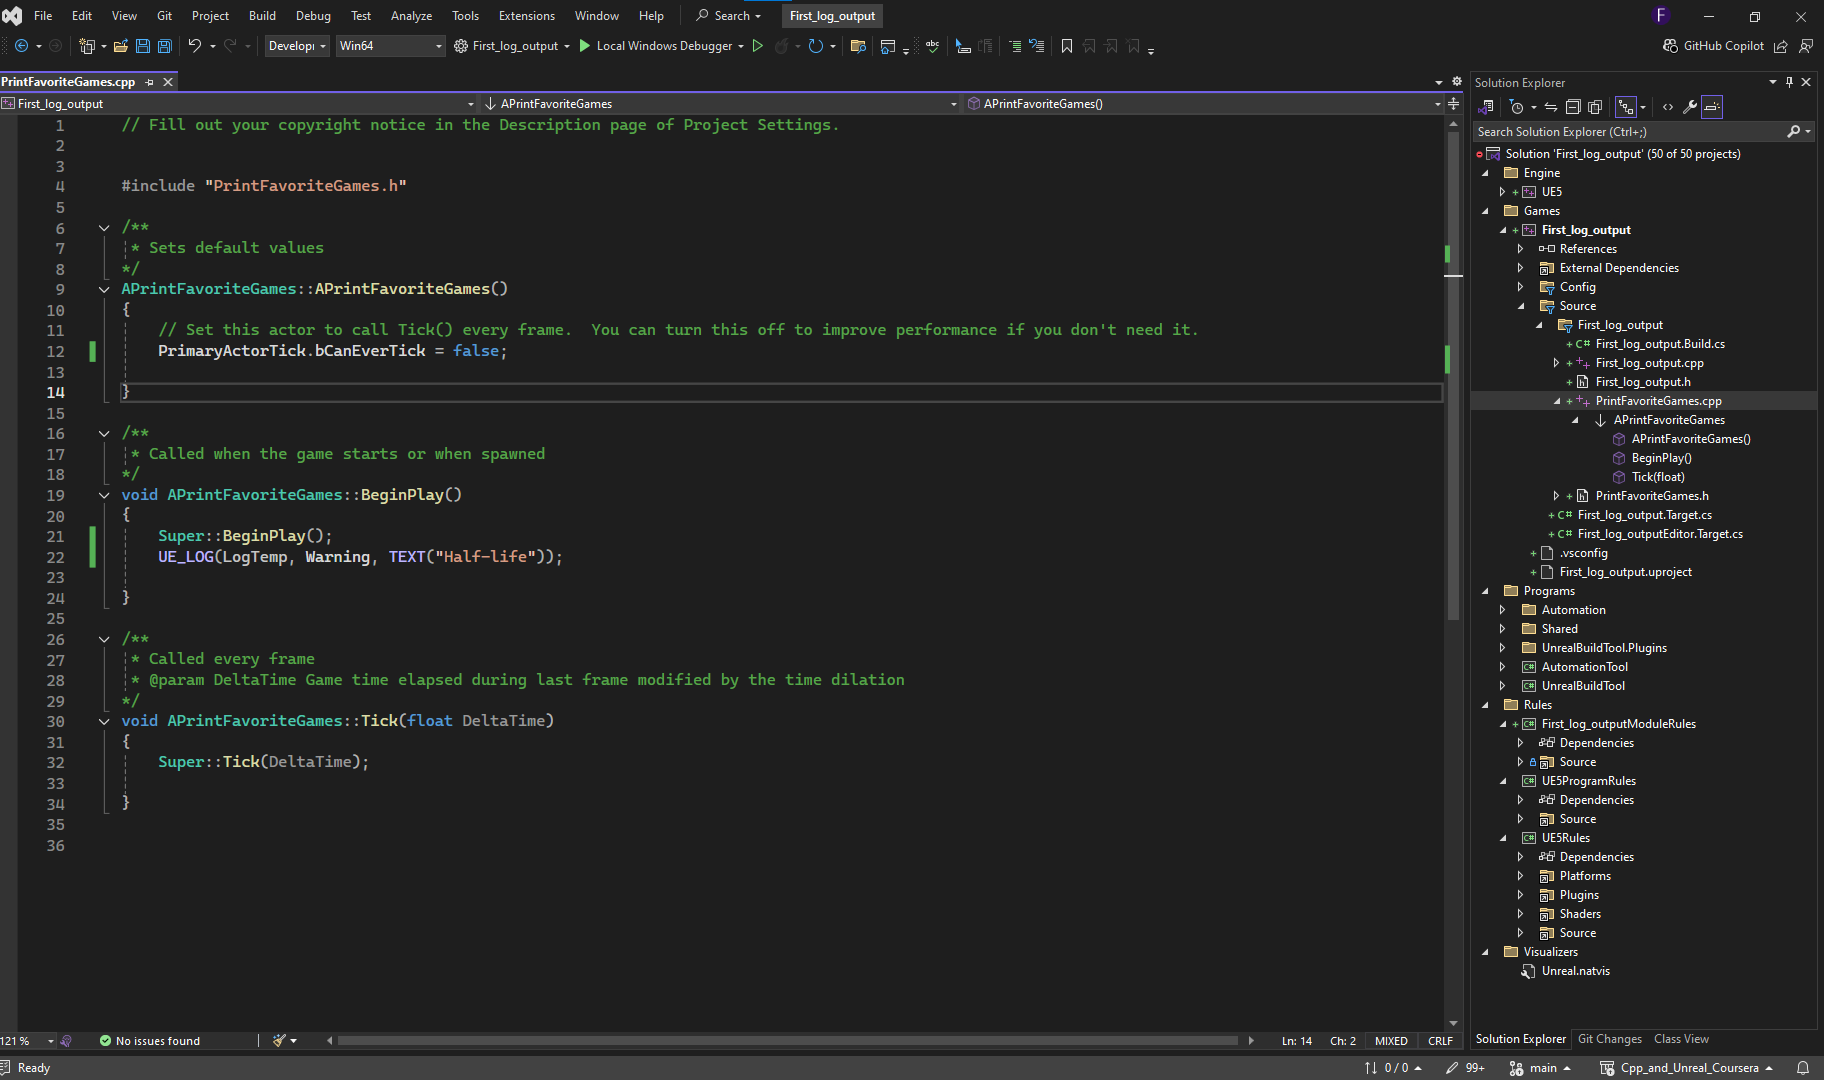 File Edit View Git Project Build Debug Test Analyze Tools Extensions Window Help Search First_log_output F
Develop Win64 First_log_output Local Windows Debugger GitHub Copilot
PrintFavoriteGames.cpp
First_log_output APrintFavoriteGames APrintFavoriteGames()
1 // Fill out your copyright notice in the Description page of Project Settings.
2
3
4 #include "PrintFavoriteGames.h"
5
6 /**
7 * Sets default values
8 */
9 APrintFavoriteGames::APrintFavoriteGames()
10 {
11 // Set this actor to call Tick() every frame.  You can turn this off to improve performance if you don't need it.
12 PrimaryActorTick.bCanEverTick = false;
13
14 }
15
16 /**
17 * Called when the game starts or when spawned
18 */
19 void APrintFavoriteGames::BeginPlay()
20 {
21 Super::BeginPlay();
22 UE_LOG(LogTemp, Warning, TEXT("Half-life"));
23
24 }
25
26 /**
27 * Called every frame
28 * @param DeltaTime Game time elapsed during last frame modified by the time dilation
29 */
30 void APrintFavoriteGames::Tick(float DeltaTime)
31 {
32 Super::Tick(DeltaTime);
33
34 }
35
36
Solution Explorer
Search Solution Explorer (Ctrl+;)
Solution 'First_log_output' (50 of 50 projects)
Engine
UE5
Games
First_log_output
References
External Dependencies
Config
Source
First_log_output
C# First_log_output.Build.cs
First_log_output.cpp
First_log_output.h
PrintFavoriteGames.cpp
APrintFavoriteGames
APrintFavoriteGames()
BeginPlay()
Tick(float)
PrintFavoriteGames.h
C# First_log_output.Target.cs
C# First_log_outputEditor.Target.cs
.vsconfig
First_log_output.uproject
Programs
Automation
Shared
UnrealBuildTool.Plugins
C# AutomationTool
C# UnrealBuildTool
Rules
C# First_log_outputModuleRules
Dependencies
Source
C# UE5ProgramRules
Dependencies
Source
C# UE5Rules
Dependencies
Platforms
Plugins
Shaders
Source
Visualizers
Unreal.natvis
121 % No issues found Ln: 14 Ch: 2 MIXED CRLF
Solution Explorer Git Changes Class View
Ready 0 / 0 99+ main Cpp_and_Unreal_Coursera